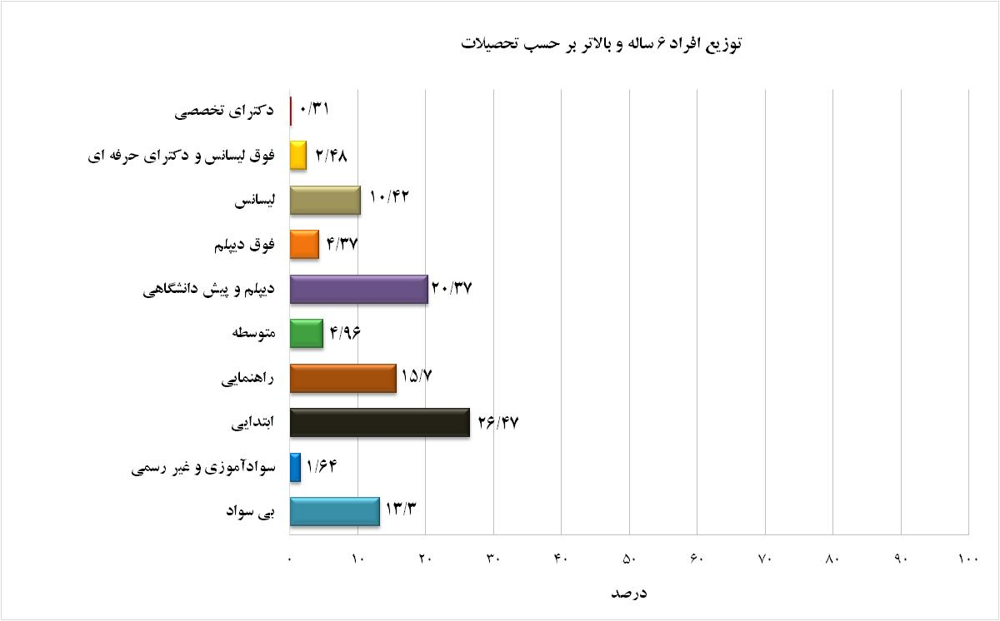 توزیع افراد ۶ ساله و بالاتر بر حسب تحصیلات
دکترای تخصصی ۰/۳۱
فوق لیسانس و دکترای حرفه ای ۲/۴۸
لیسانس ۱۰/۴۲
فوق دیپلم ۴/۳۷
دیپلم و پیش دانشگاهی ۲۰/۳۷
متوسطه ۴/۹۶
راهنمایی ۱۵/۷
ابتدایی ۲۶/۴۷
سوادآموزی و غیر رسمی ۱/۶۴
بی سواد ۱۳/۳
۰ ۱۰ ۲۰ ۳۰ ۴۰ ۵۰ ۶۰ ۷۰ ۸۰ ۹۰ ۱۰۰
درصد